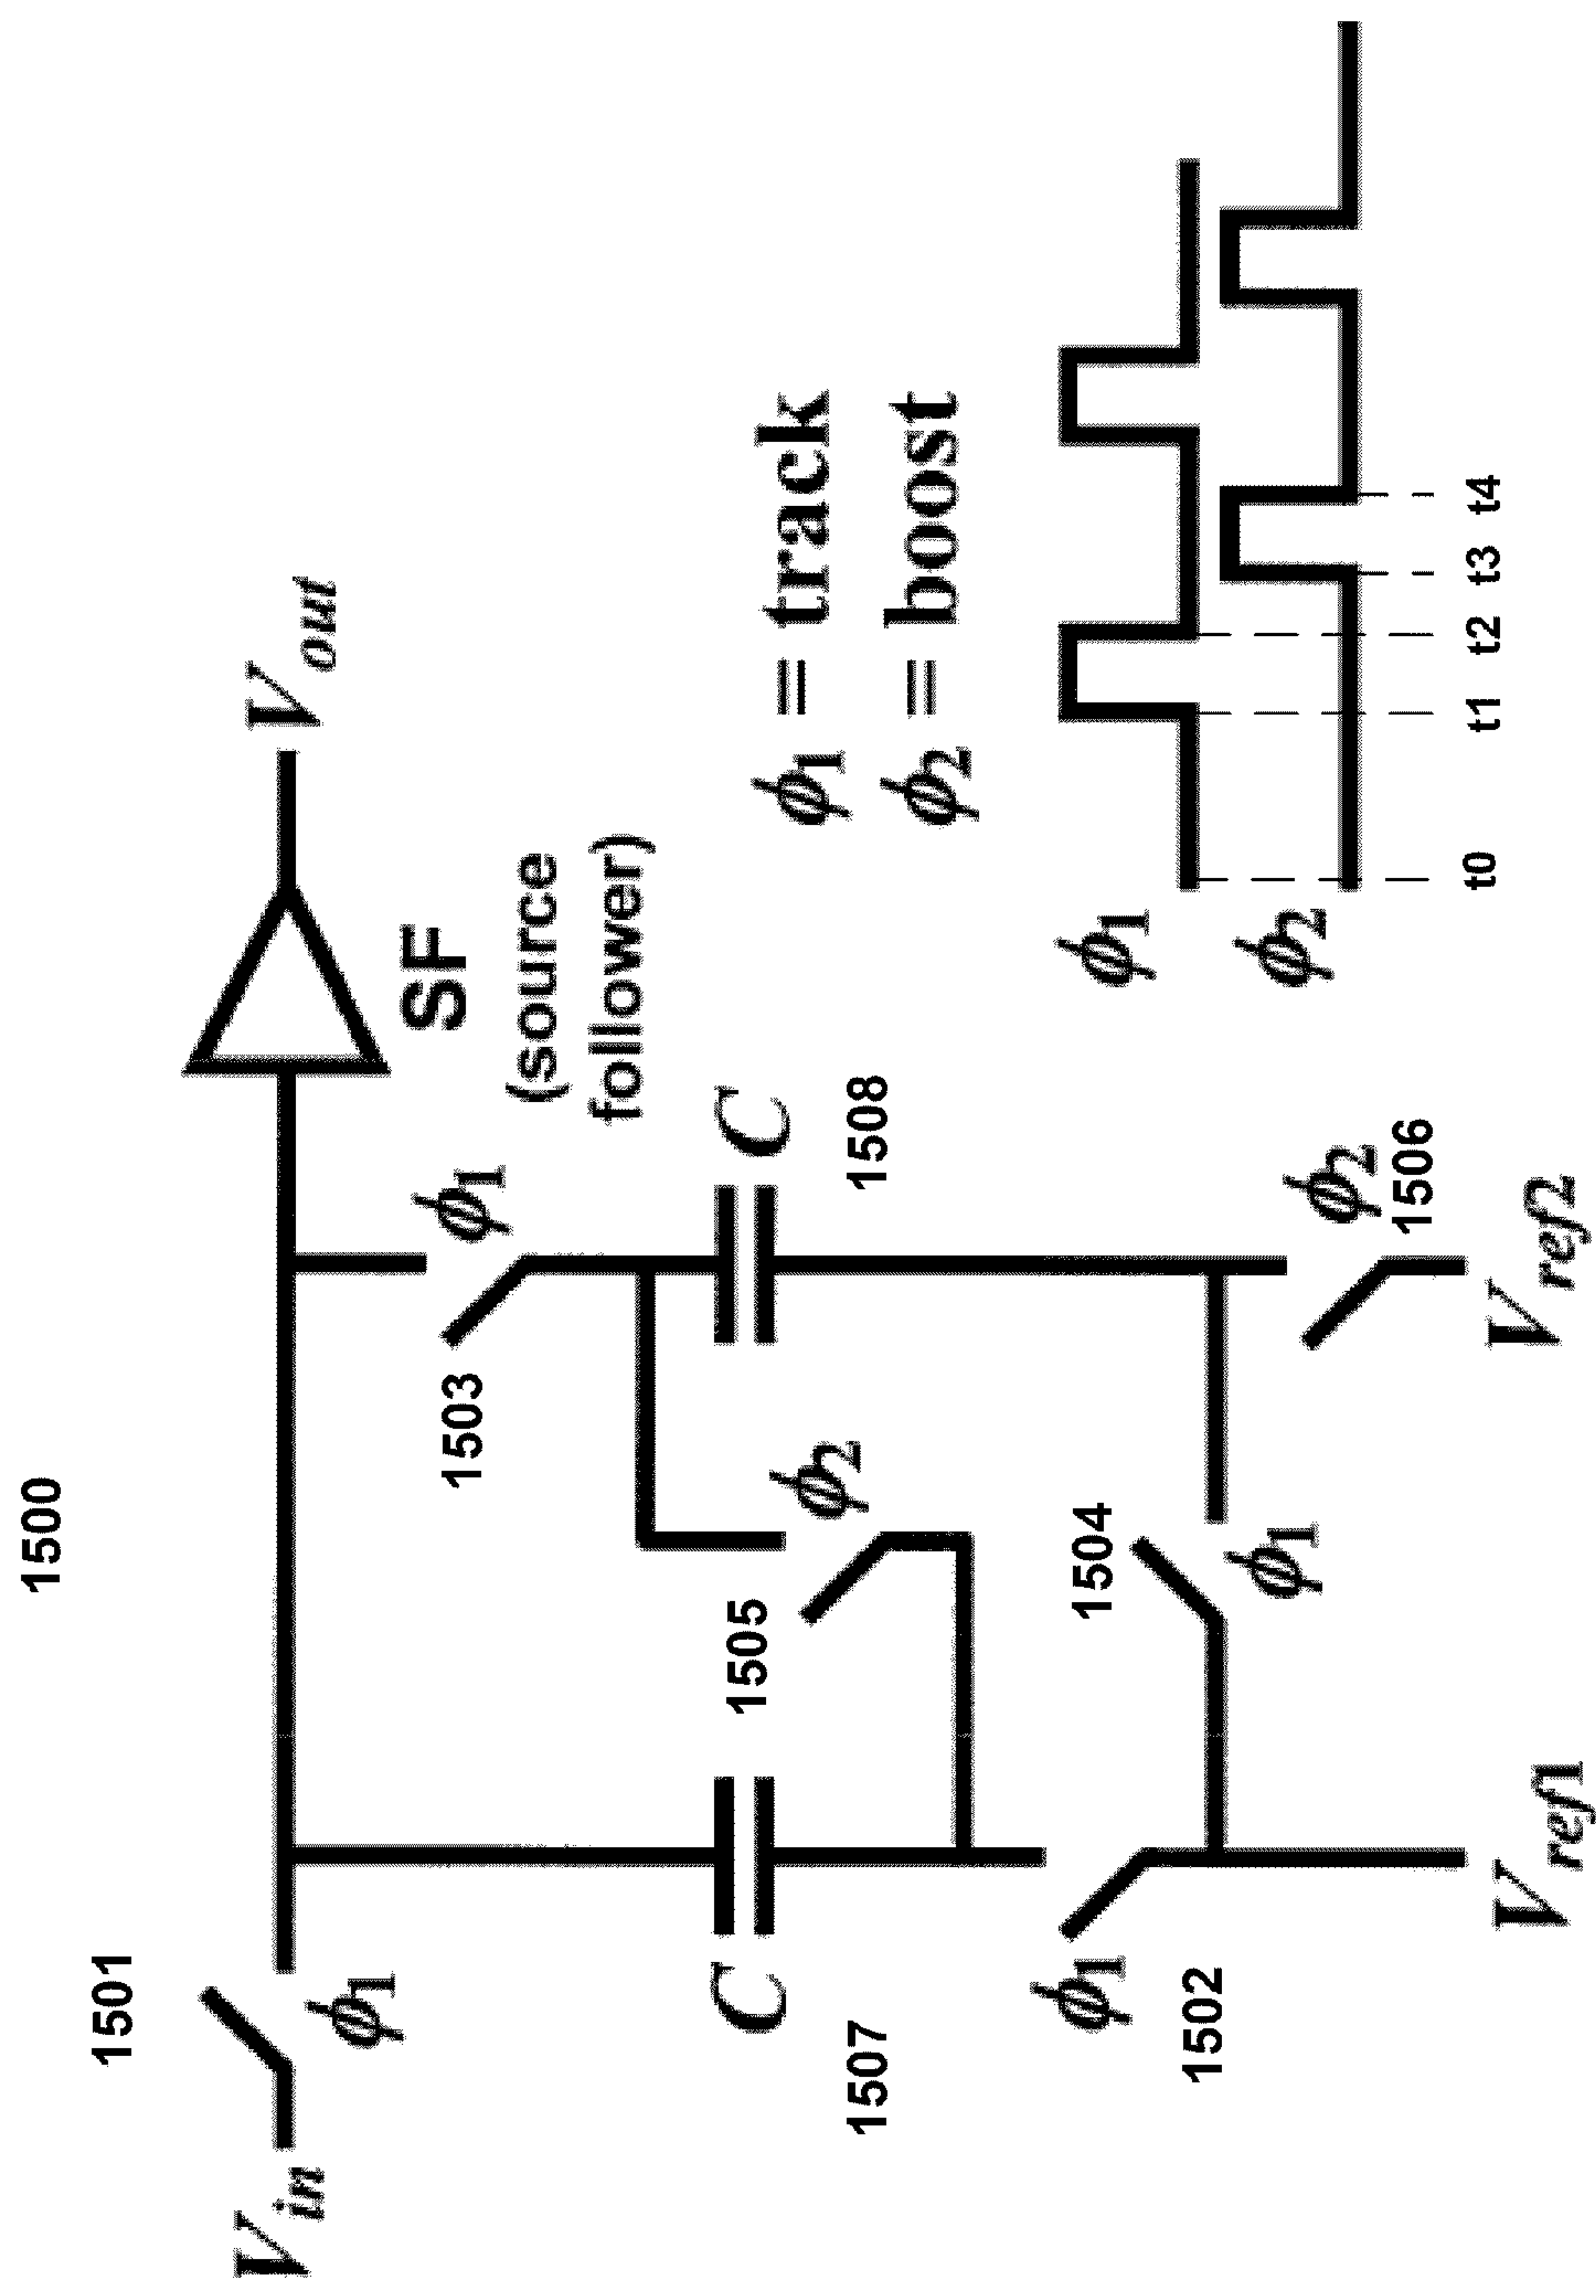 1500
1501
V_in
ϕ1
V_out
SF
(source
follower)
1503
ϕ1
C
1507
1505
ϕ2
C
1508
ϕ1
1502
1504
ϕ1
ϕ2
1506
V_ref1
V_ref2
ϕ1 = track
ϕ2 = boost
ϕ1
ϕ2
t0 t1 t2 t3 t4